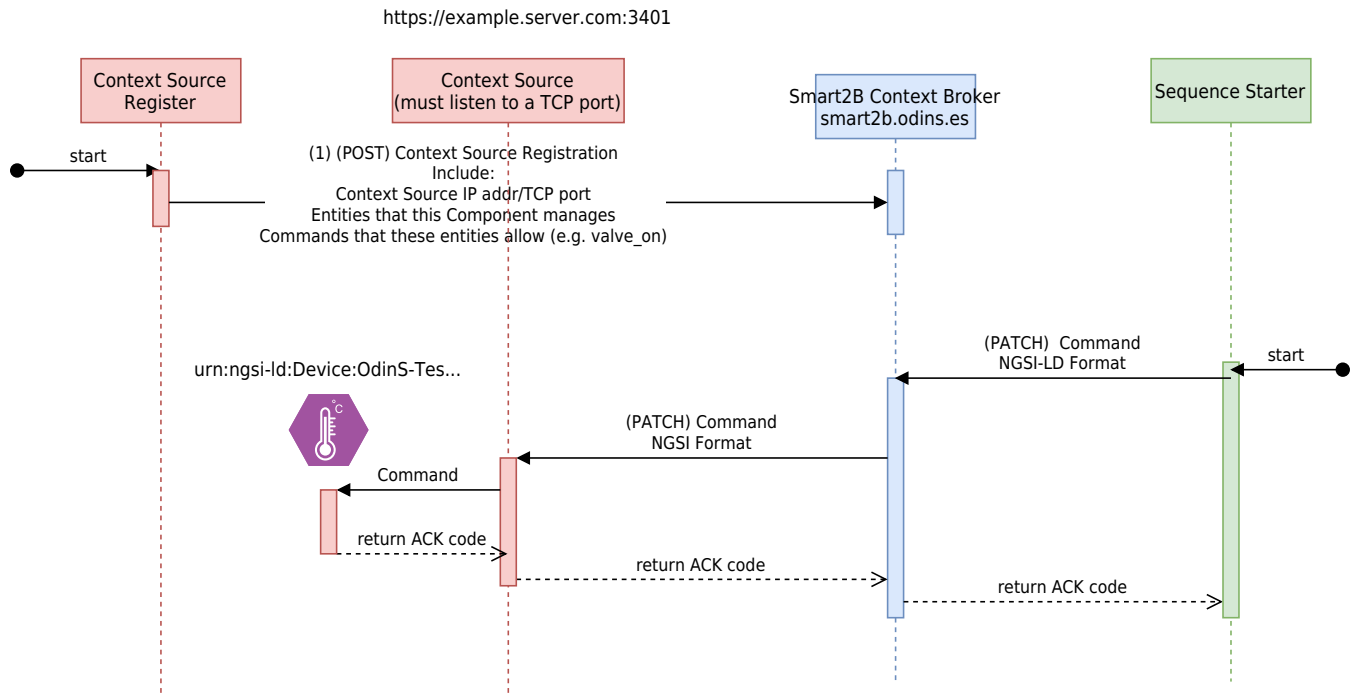 https://example.server.com:3401
Context Source
Register
Context Source
(must listen to a TCP port)
Smart2B Context Broker
smart2b.odins.es
Sequence Starter
start
(1) (POST) Context Source Registration
Include:
Context Source IP addr/TCP port
Entities that this Component manages
Commands that these entities allow (e.g. valve_on)
(PATCH)  Command
NGSI-LD Format
start
urn:ngsi-ld:Device:OdinS-Tes...
°C
(PATCH) Command
NGSI Format
Command
return ACK code
return ACK code
return ACK code